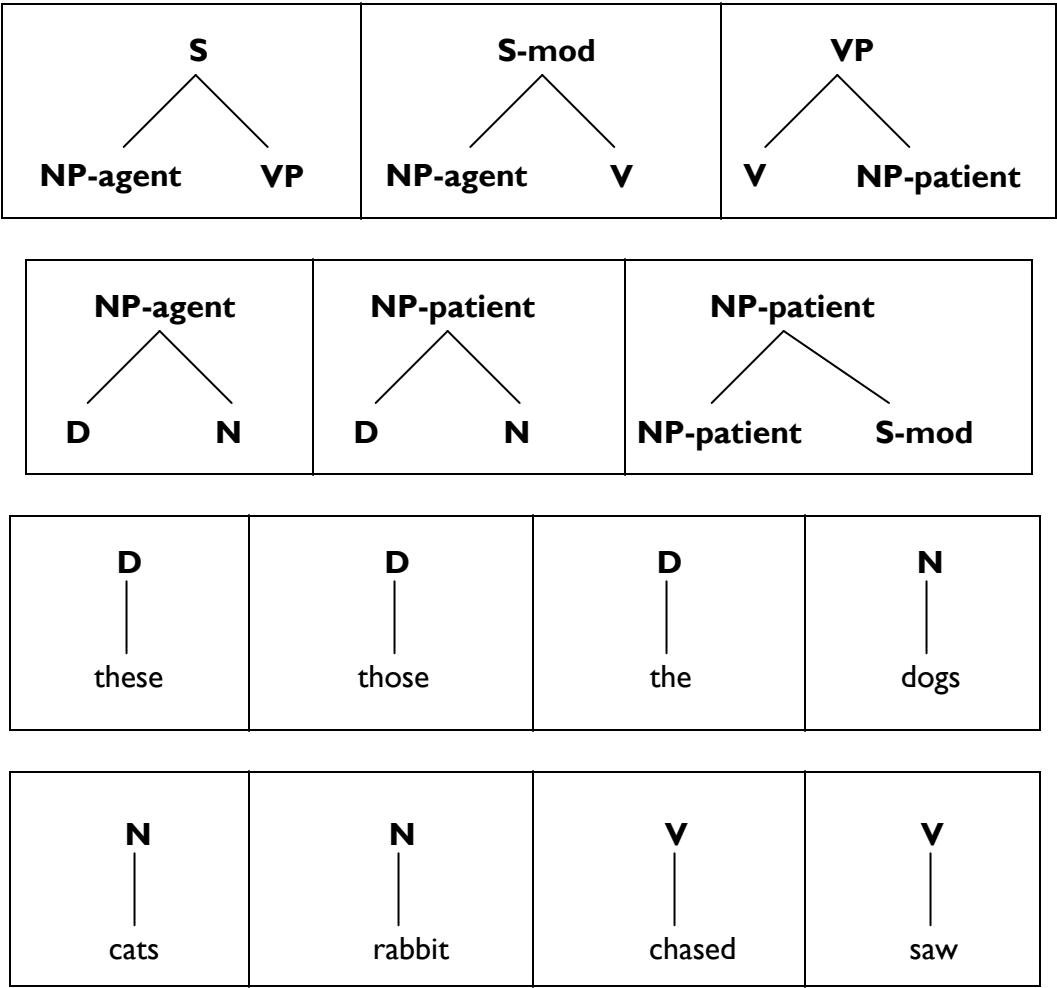 S S-mod VP
NP-agent VP NP-agent V V NP-patient
NP-agent NP-patient NP-patient
D N D N NP-patient S-mod
D D D N
these those the dogs
N N V V
cats rabbit chased saw